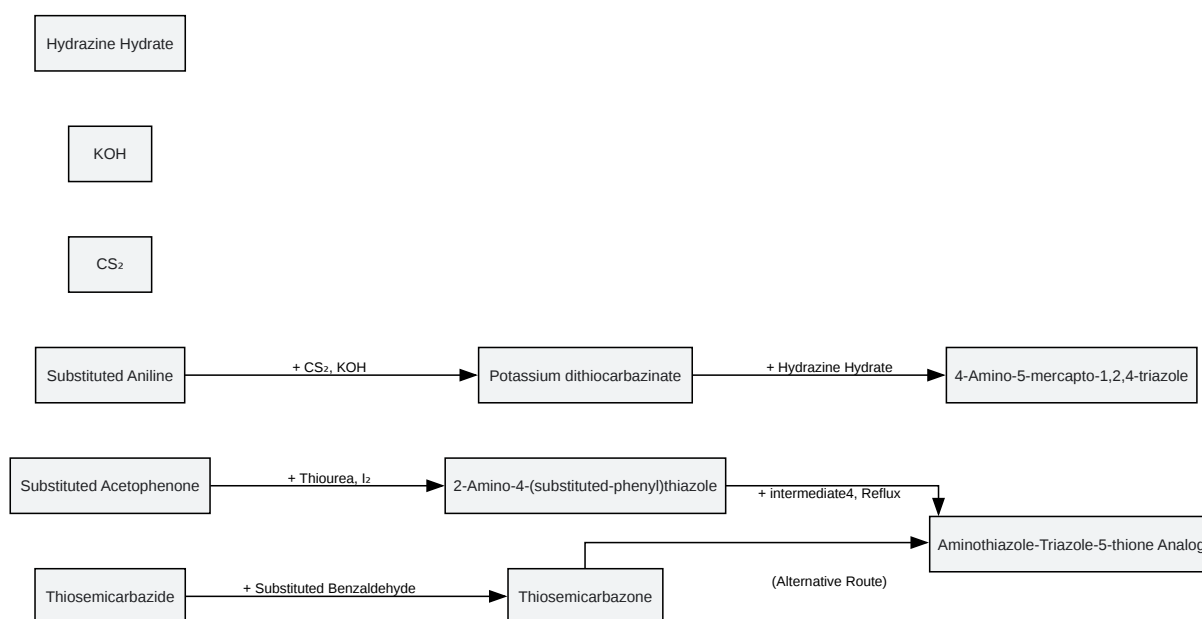 Hydrazine Hydrate
KOH
CS₂
Substituted Aniline
+ CS₂, KOH
Potassium dithiocarbazinate
+ Hydrazine Hydrate
4-Amino-5-mercapto-1,2,4-triazole
Substituted Acetophenone
+ Thiourea, I₂
2-Amino-4-(substituted-phenyl)thiazole
+ intermediate4, Reflux
Aminothiazole-Triazole-5-thione Analog
Thiosemicarbazide
+ Substituted Benzaldehyde
Thiosemicarbazone
(Alternative Route)